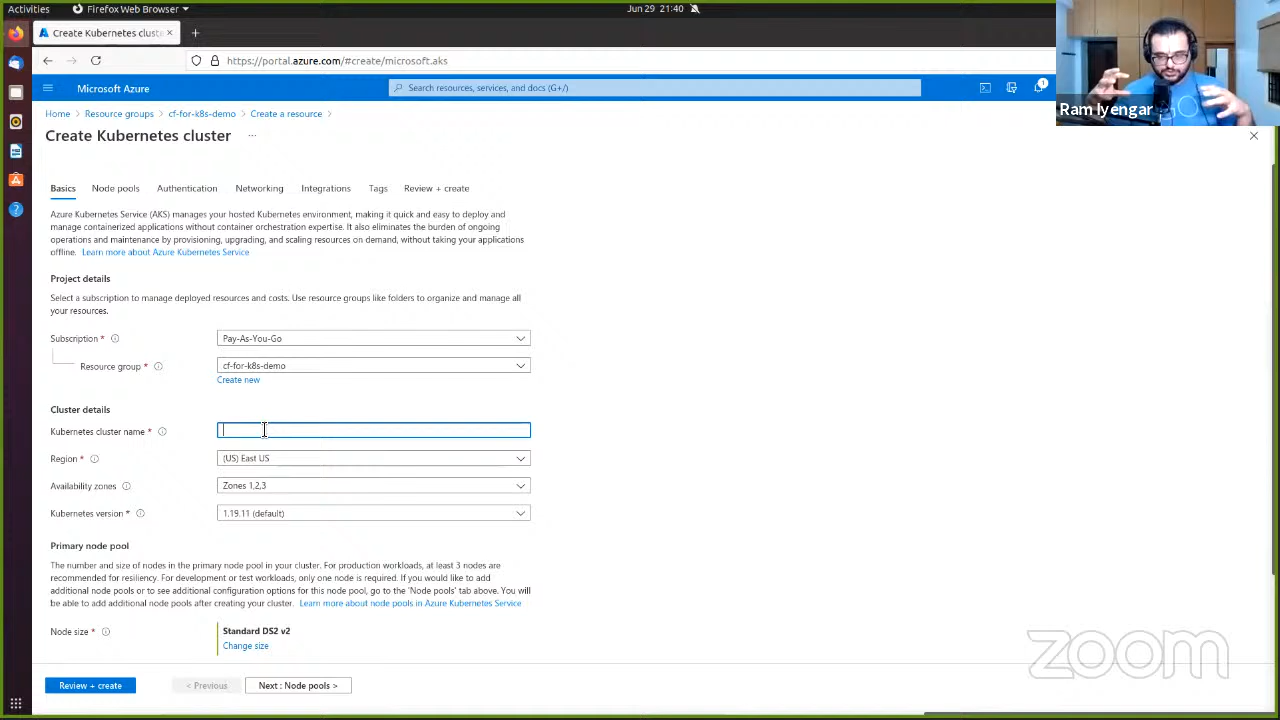 Activities
Firefox Web Browser
Jun 29 21:40
Create Kubernetes cluste
https://portal.azure.com/#create/microsoft.aks
Microsoft Azure
Search resources, services, and docs (G+/)
1
Ram Iyengar
Home > Resource groups > cf-for-k8s-demo > Create a resource >
Create Kubernetes cluster ...
Basics Node pools Authentication Networking Integrations Tags Review + create
Azure Kubernetes Service (AKS) manages your hosted Kubernetes environment, making it quick and easy to deploy and
manage containerized applications without container orchestration expertise. It also eliminates the burden of ongoing
operations and maintenance by provisioning, upgrading, and scaling resources on demand, without taking your applications
offline. Learn more about Azure Kubernetes Service
Project details
Select a subscription to manage deployed resources and costs. Use resource groups like folders to organize and manage all
your resources.
Subscription *
Pay-As-You-Go
Resource group *
cf-for-k8s-demo
Create new
Cluster details
Kubernetes cluster name *
Region *
(US) East US
Availability zones
Zones 1,2,3
Kubernetes version *
1.19.11 (default)
Primary node pool
The number and size of nodes in the primary node pool in your cluster. For production workloads, at least 3 nodes are
recommended for resiliency. For development or test workloads, only one node is required. If you would like to add
additional node pools or to see additional configuration options for this node pool, go to the 'Node pools' tab above. You will
be able to add additional node pools after creating your cluster. Learn more about node pools in Azure Kubernetes Service
Node size *
Standard DS2 v2
Change size
Review + create
< Previous
Next : Node pools >
zoom